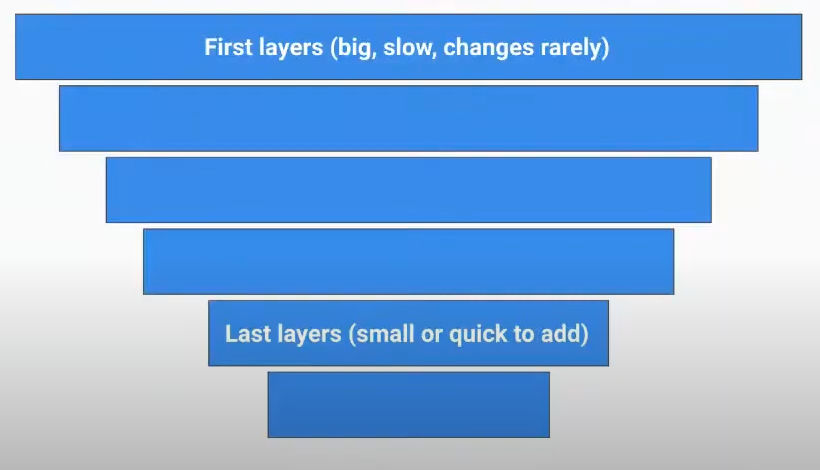 First layers (big, slow, changes rarely)
Last layers (small or quick to add)